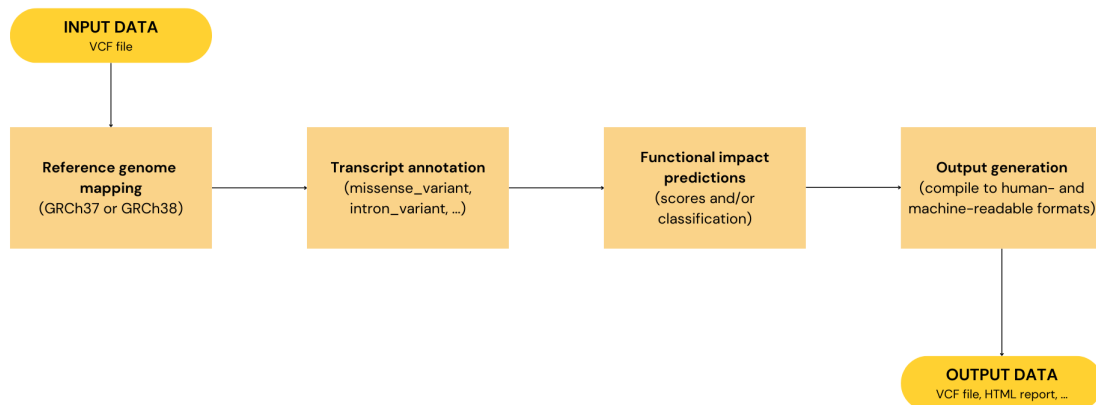 INPUT DATA
VCF file
Reference genome
mapping
(GRCh37 or GRCh38)
Transcript annotation
(missense_variant,
intron_variant, ...)
Functional impact
predictions
(scores and/or
classification)
Output generation
(compile to human- and
machine-readable formats)
OUTPUT DATA
VCF file, HTML report, ...